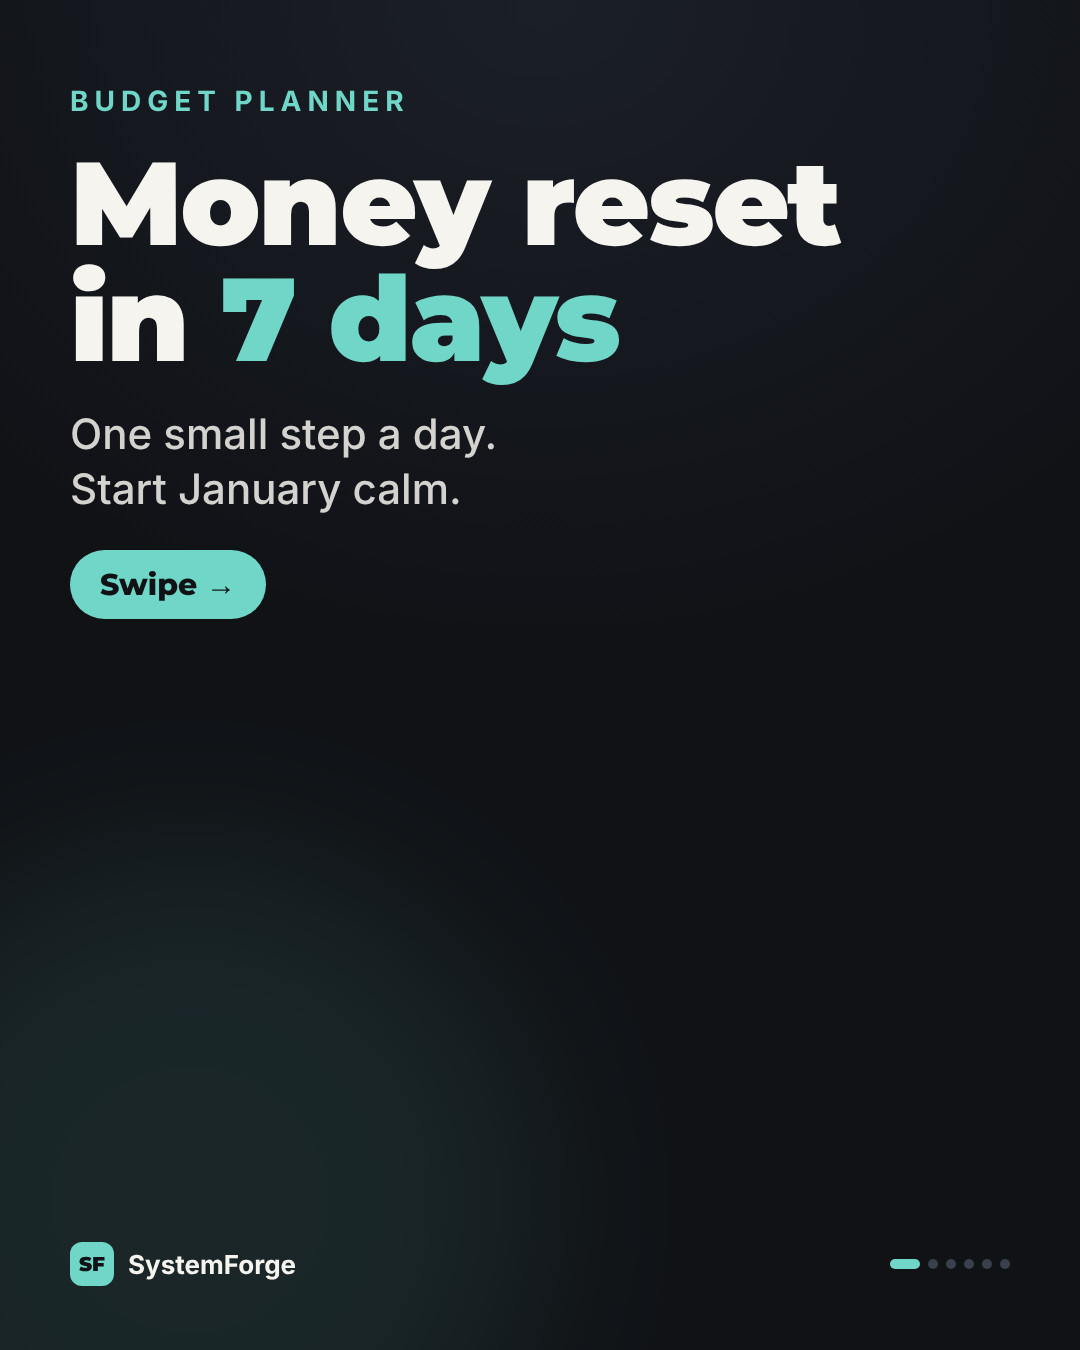 BUDGET PLANNER
Money reset
in 7 days
One small step a day.
Start January calm.
Swipe →
SF SystemForge